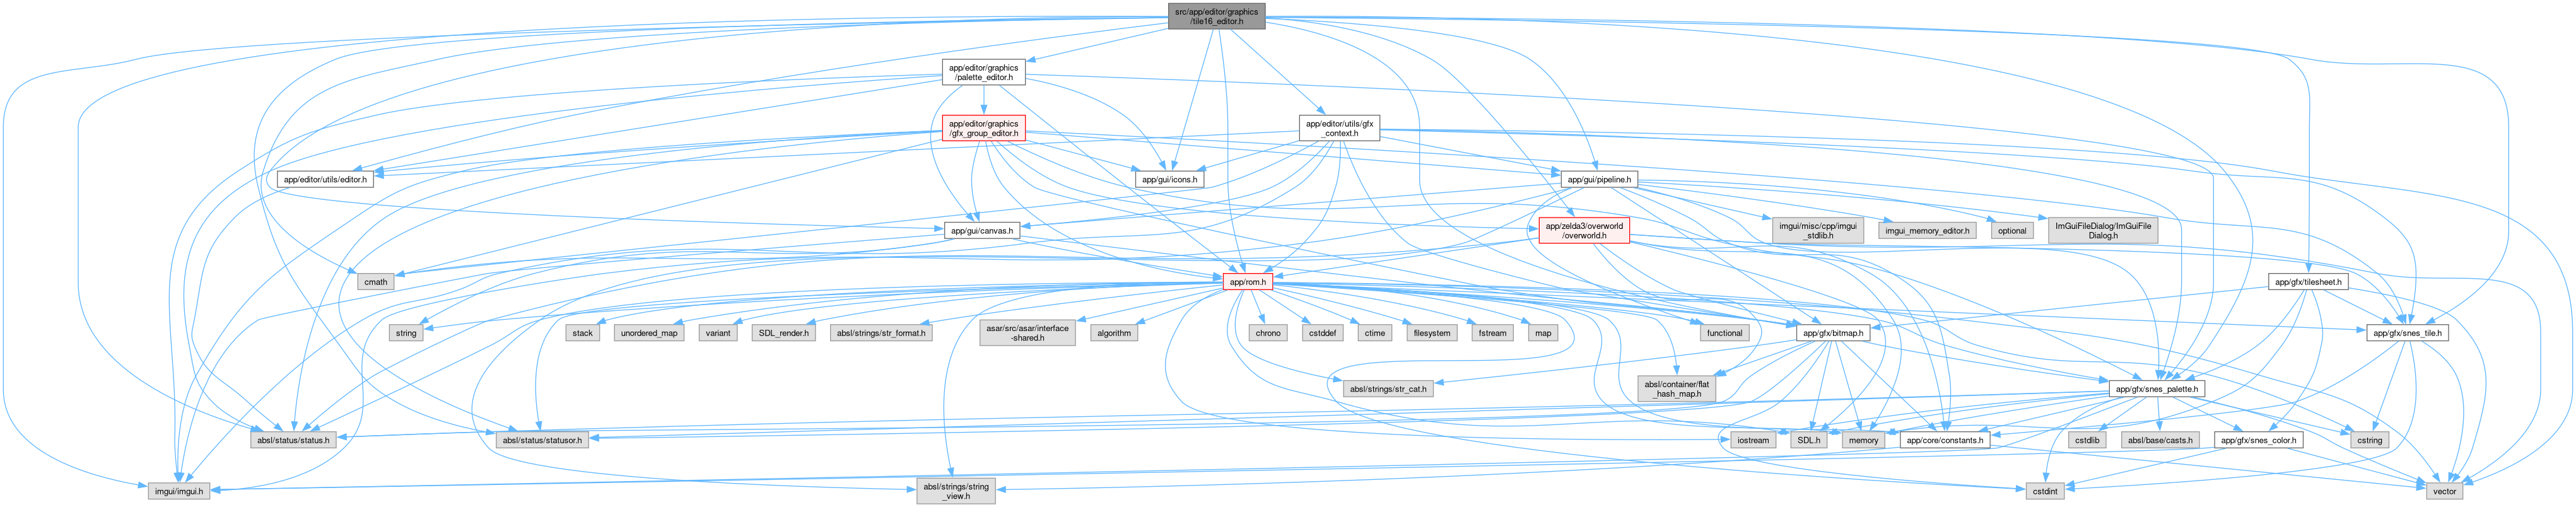 src/app/editor/graphics
/tile16_editor.h
app/editor/graphics
/palette_editor.h
app/editor/graphics
/gfx_group_editor.h
app/editor/utils/gfx
_context.h
app/editor/utils/editor.h
app/gui/icons.h
app/gui/pipeline.h
app/gui/canvas.h
app/zelda3/overworld
/overworld.h
imgui/misc/cpp/imgui
_stdlib.h
imgui_memory_editor.h
optional
ImGuiFileDialog/ImGuiFile
Dialog.h
cmath
app/rom.h
app/gfx/tilesheet.h
string
stack
unordered_map
variant
SDL_render.h
absl/strings/str_format.h
asar/src/asar/interface
-shared.h
algorithm
chrono
cstddef
ctime
filesystem
fstream
map
functional
app/gfx/bitmap.h
app/gfx/snes_tile.h
absl/strings/str_cat.h
absl/container/flat
_hash_map.h
app/gfx/snes_palette.h
absl/status/status.h
absl/status/statusor.h
iostream
SDL.h
memory
app/core/constants.h
cstdlib
absl/base/casts.h
app/gfx/snes_color.h
cstring
imgui/imgui.h
absl/strings/string
_view.h
cstdint
vector